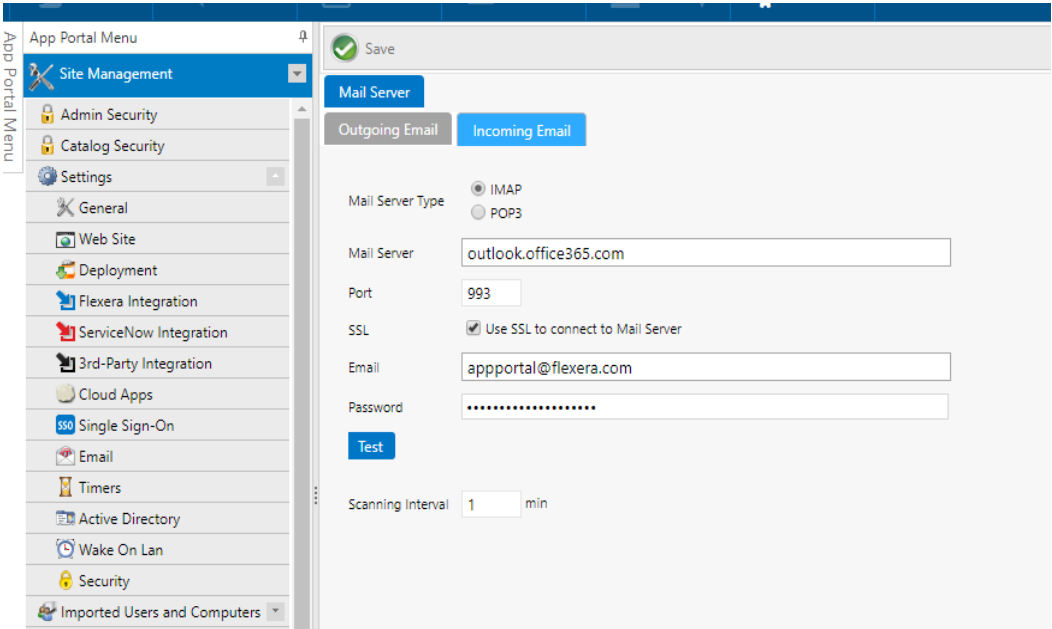 App Portal Menu
App Portal Menu
Site Management
Admin Security
Catalog Security
Settings
General
Web Site
Deployment
Flexera Integration
ServiceNow Integration
3rd-Party Integration
Cloud Apps
SSO Single Sign-On
Email
Timers
Active Directory
Wake On Lan
Security
Imported Users and Computers
Save
Mail Server
Outgoing Email
Incoming Email
Mail Server Type
IMAP
POP3
Mail Server outlook.office365.com
Port 993
SSL Use SSL to connect to Mail Server
Email appportal@flexera.com
Password ••••••••••••••••••••
Test
Scanning Interval 1 min